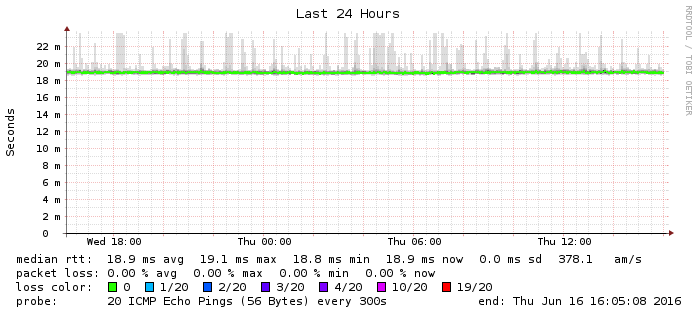 Last 24 Hours
RRDTOOL / TOBI OETIKER
Seconds
22 m
20 m
18 m
16 m
14 m
12 m
10 m
8 m
6 m
4 m
2 m
0
Wed 18:00 Thu 00:00 Thu 06:00 Thu 12:00
median rtt: 18.9 ms avg 19.1 ms max 18.8 ms min 18.9 ms now 0.0 ms sd 378.1 am/s
packet loss: 0.00 % avg 0.00 % max 0.00 % min 0.00 % now
loss color: 0 1/20 2/20 3/20 4/20 10/20 19/20
probe: 20 ICMP Echo Pings (56 Bytes) every 300s end: Thu Jun 16 16:05:08 2016